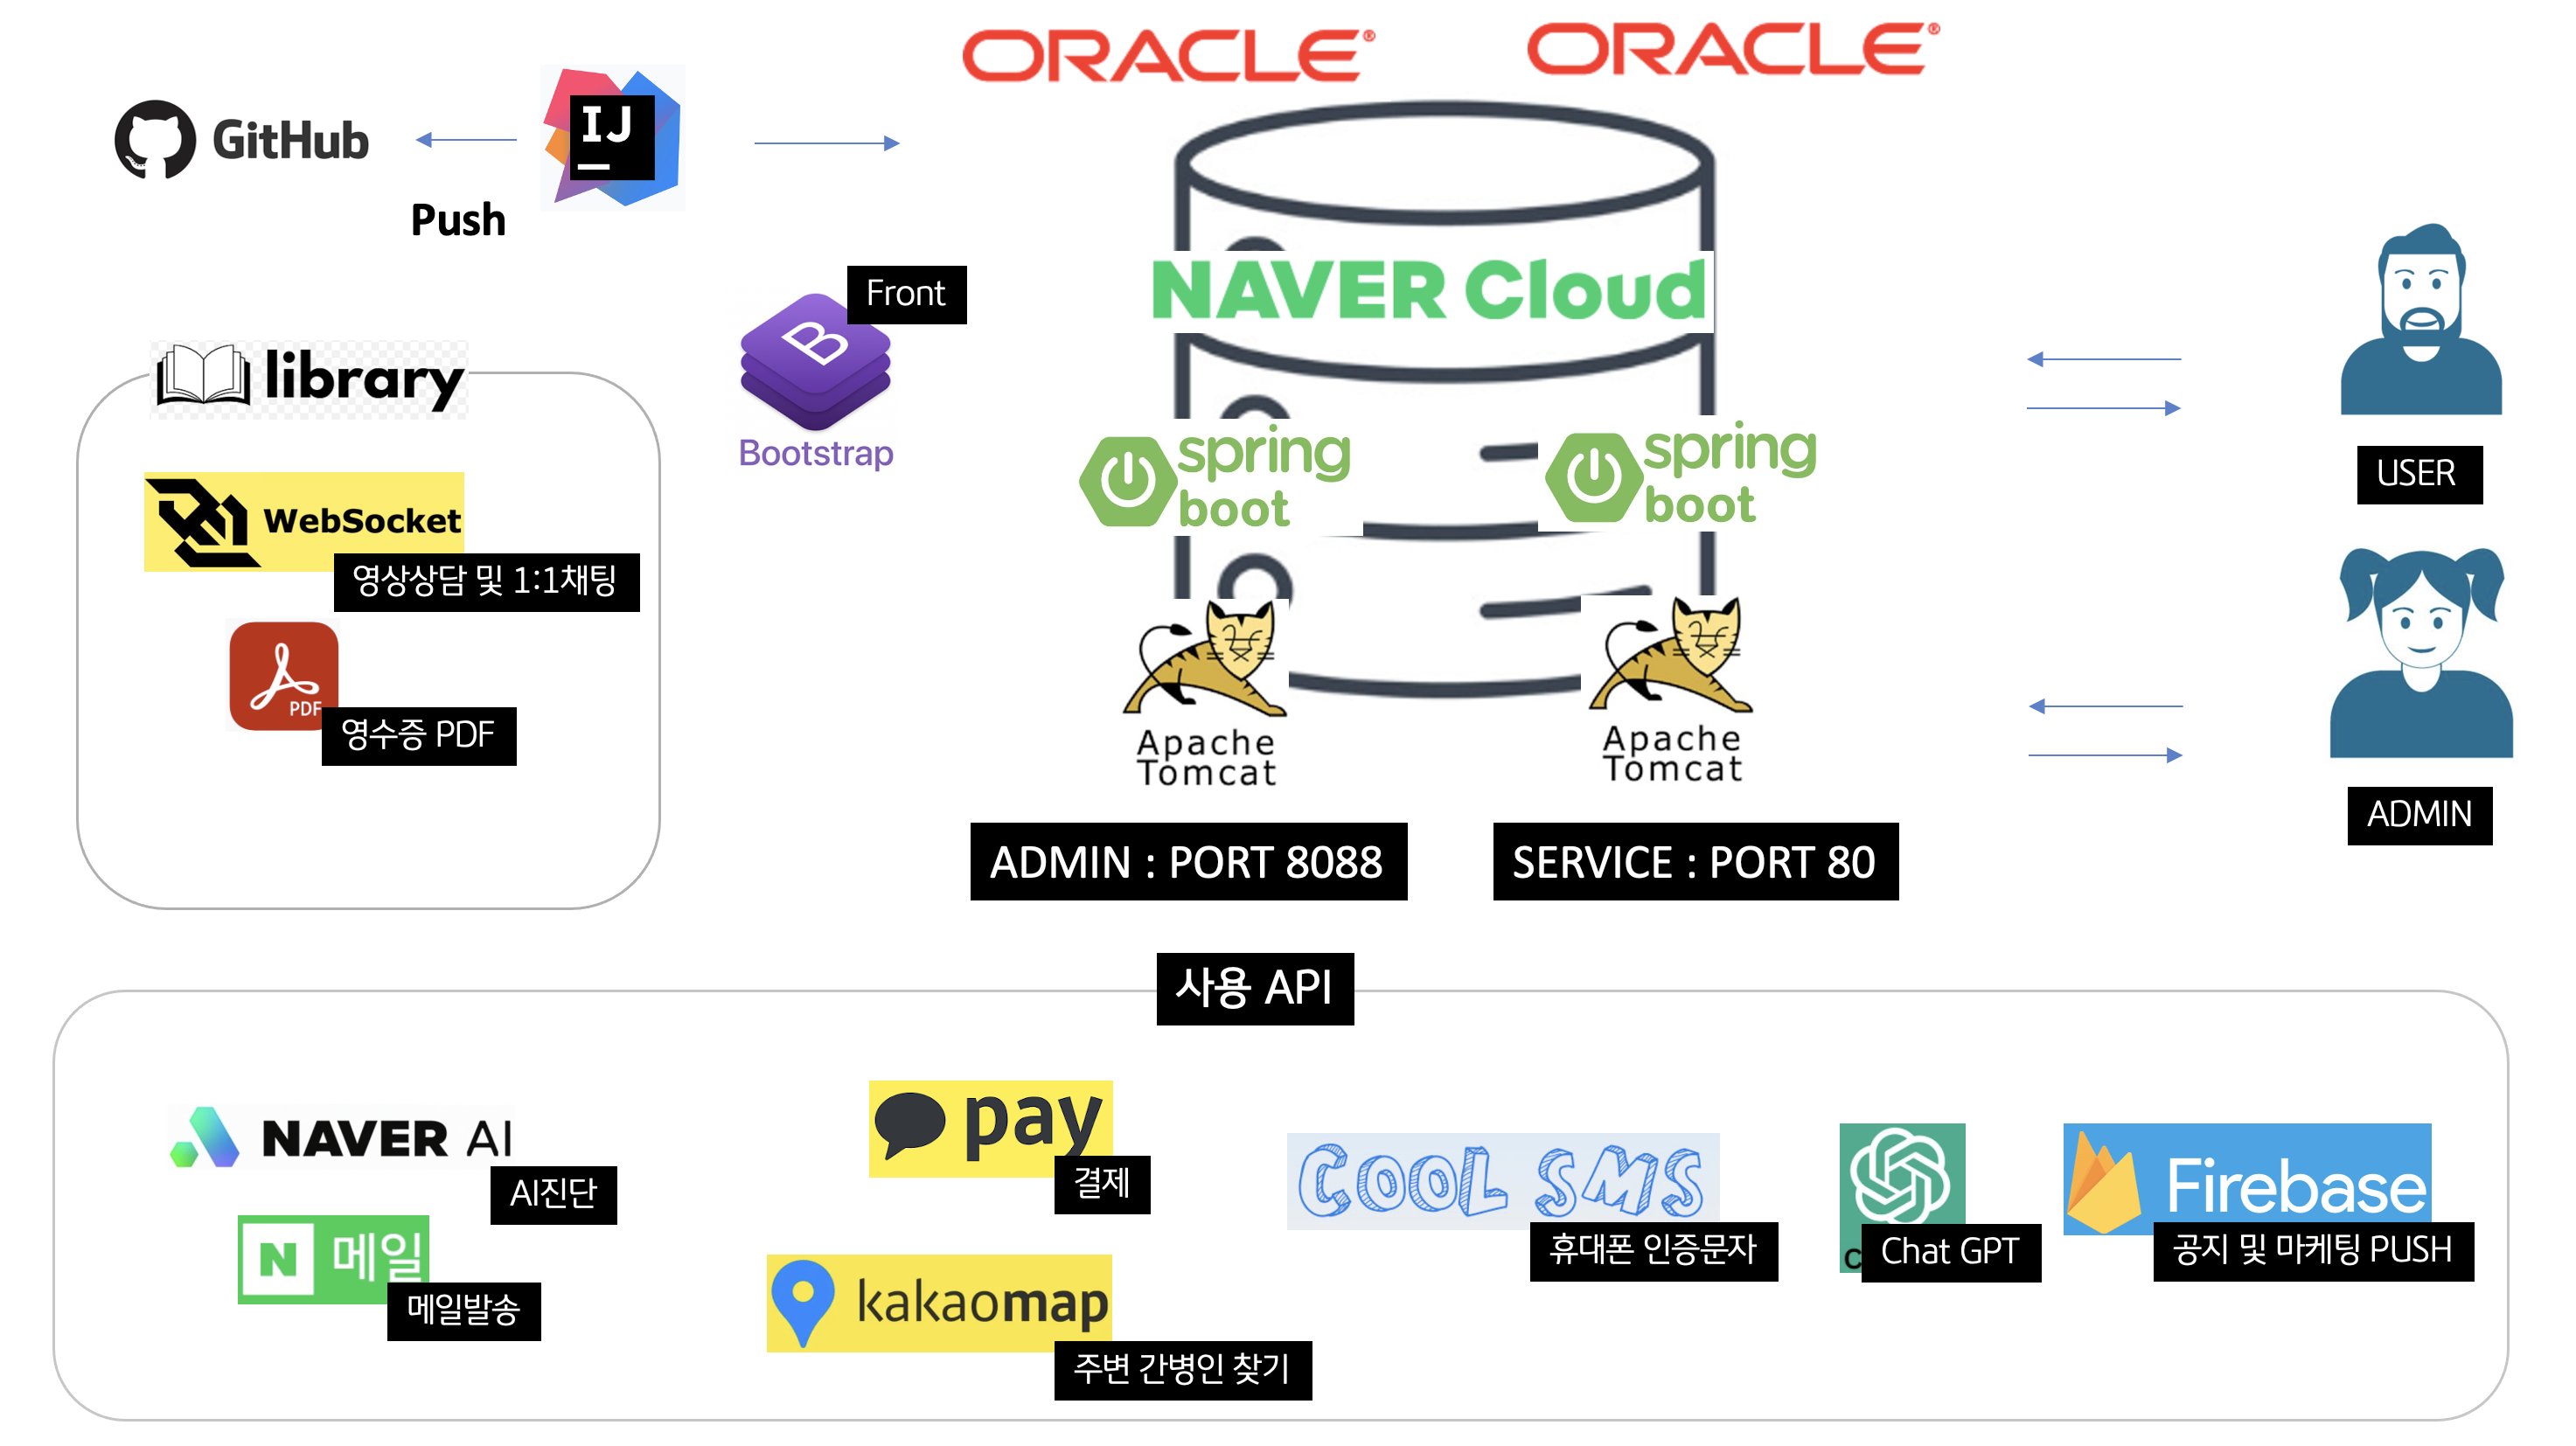 ORACLE®
ORACLE®
GitHub
IJ
Push
NAVER Cloud
Front
B
Bootstrap
library
WebSocket
영상상담 및 1:1채팅
PDF
영수증 PDF
spring
boot
spring
boot
Apache
Tomcat
Apache
Tomcat
ADMIN : PORT 8088
SERVICE : PORT 80
USER
ADMIN
사용 API
NAVER AI
AI진단
N 메일
메일발송
pay
결제
kakaomap
주변 간병인 찾기
COOL SMS
휴대폰 인증문자
C
Chat GPT
Firebase
공지 및 마케팅 PUSH